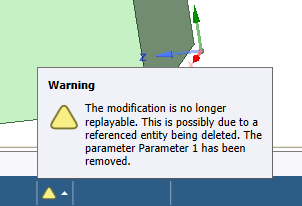 Z
Warning
The modification is no longer
replayable. This is possibly due to a
referenced entity being deleted. The
parameter Parameter 1 has been
removed.